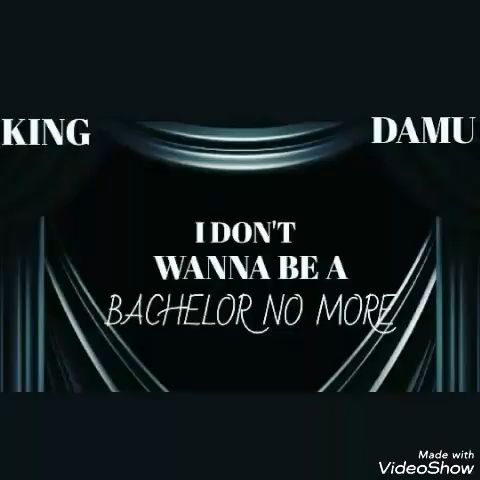 KING DAMU
I DON'T
WANNA BE A
BACHELOR NO MORE
Made with
VideoShow